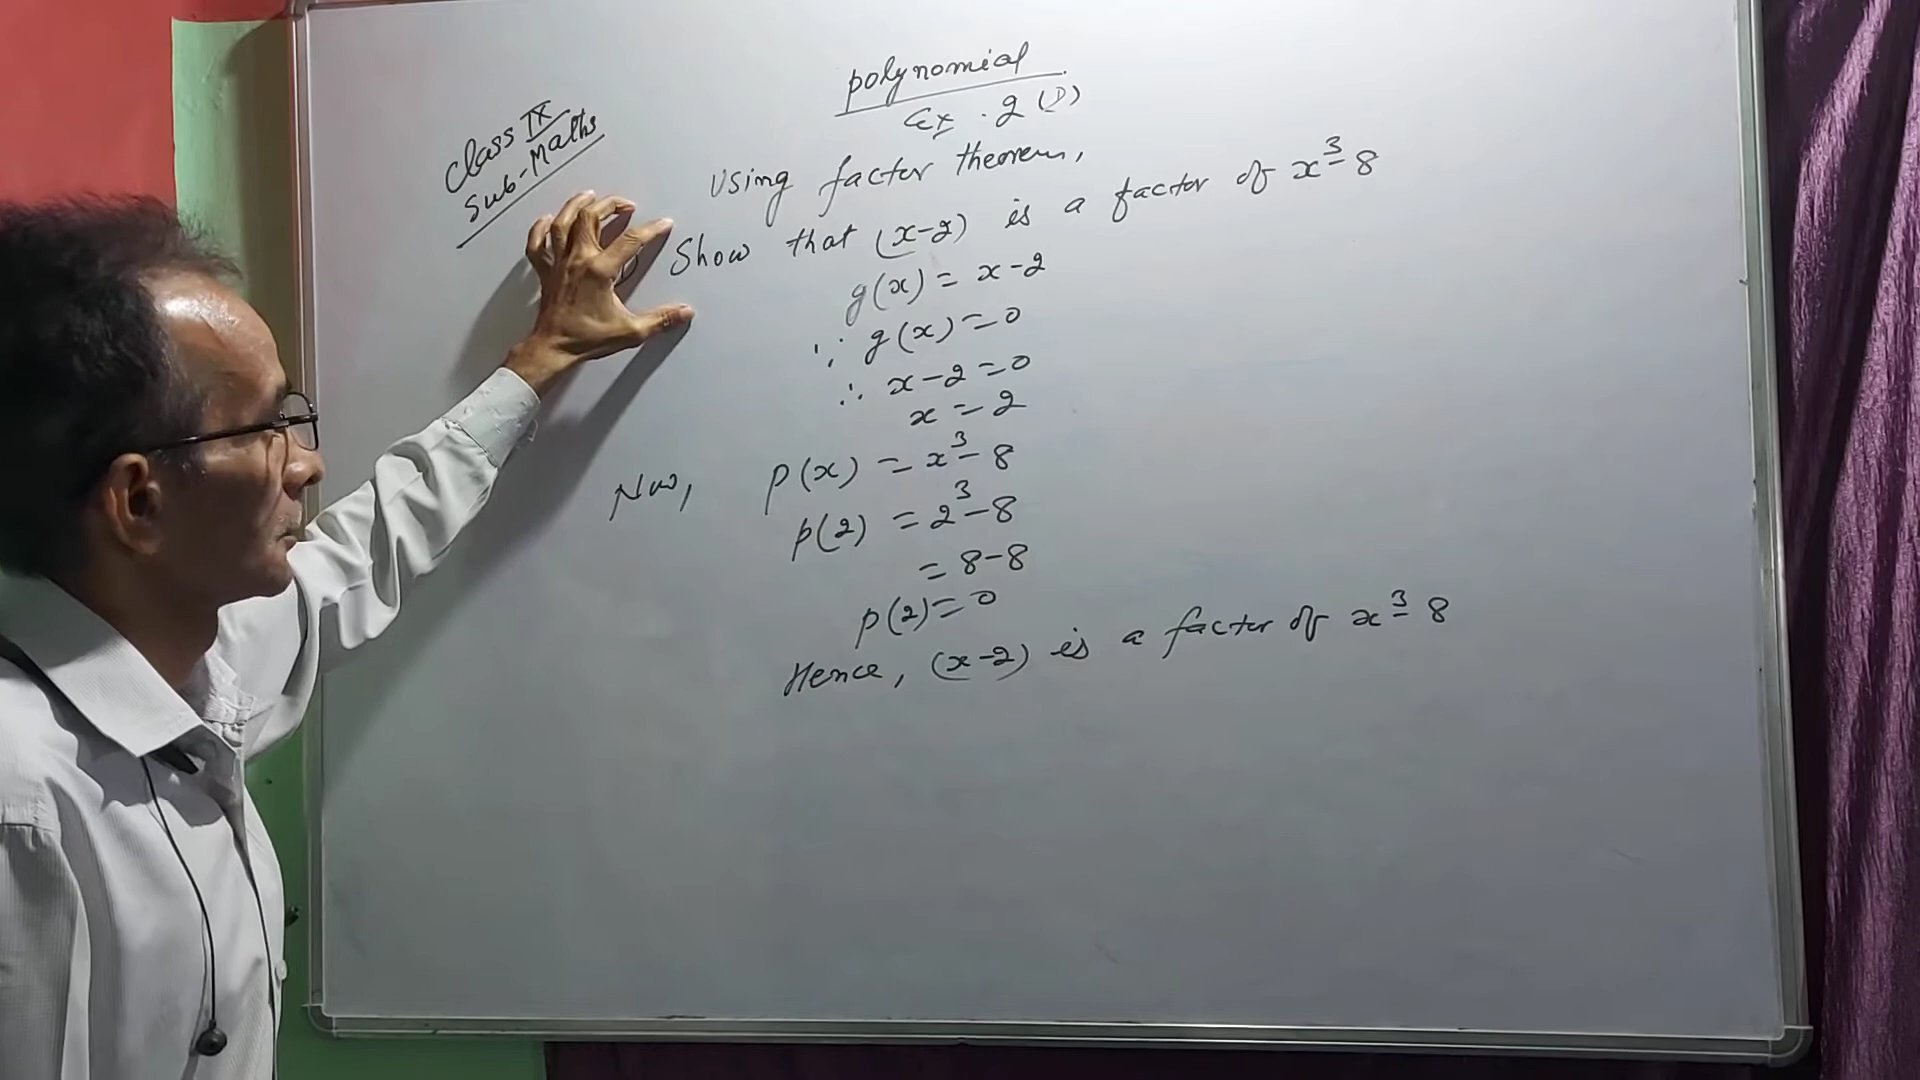 polynomial
Class IX
Ex. 2 (D)
Sub-Maths
Using factor theorem,
Show that (x-2) is a factor of x³-8
g(x) = x-2
∵ g(x) = 0
∴ x-2 = 0
x = 2
Now, p(x) = x³-8
p(2) = 2³-8
= 8-8
p(2) = 0
Hence, (x-2) is a factor of x³-8